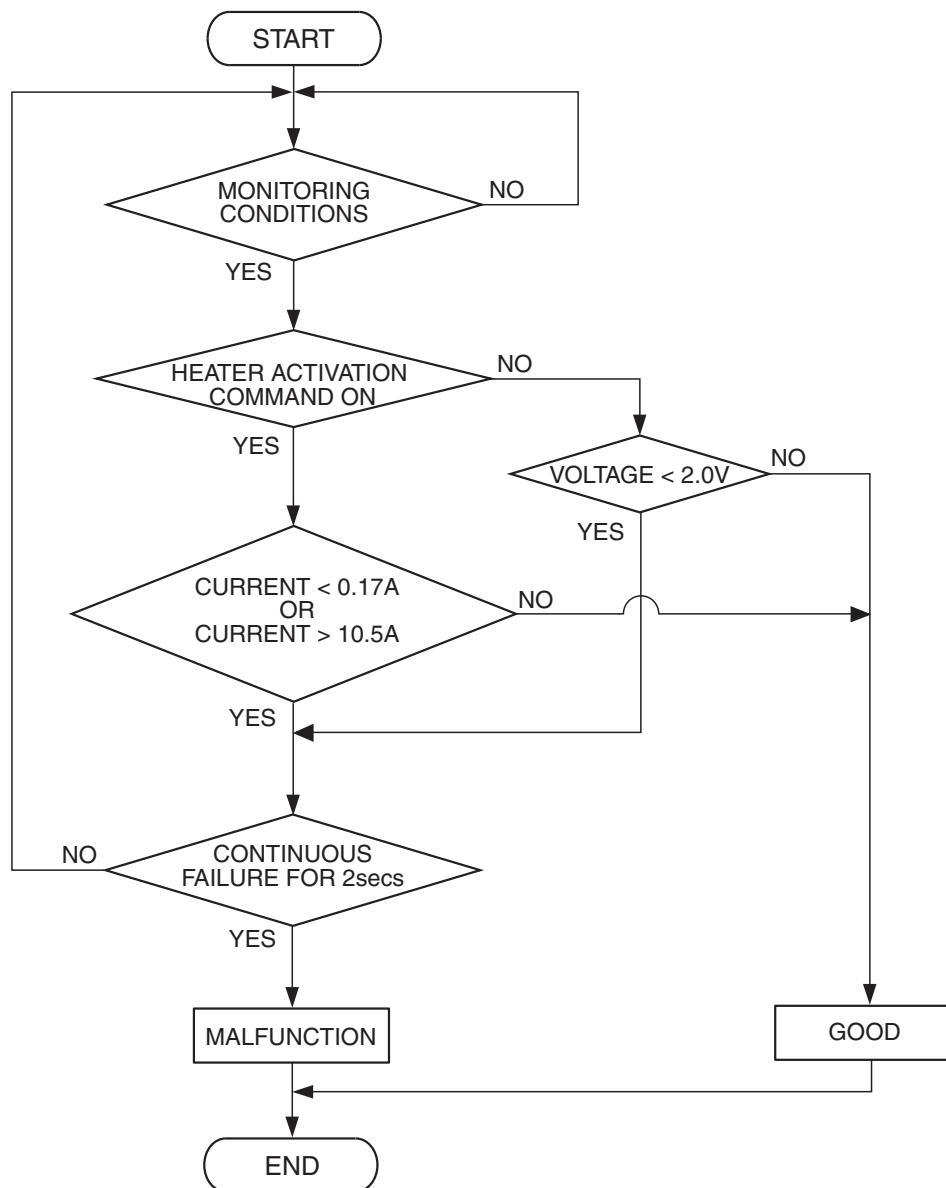 START
MONITORING
CONDITIONS
NO
YES
HEATER ACTIVATION
COMMAND ON
NO
YES
VOLTAGE < 2.0V
NO
YES
CURRENT < 0.17A
OR
CURRENT > 10.5A
NO
YES
CONTINUOUS
FAILURE FOR 2secs
NO
YES
MALFUNCTION
GOOD
END